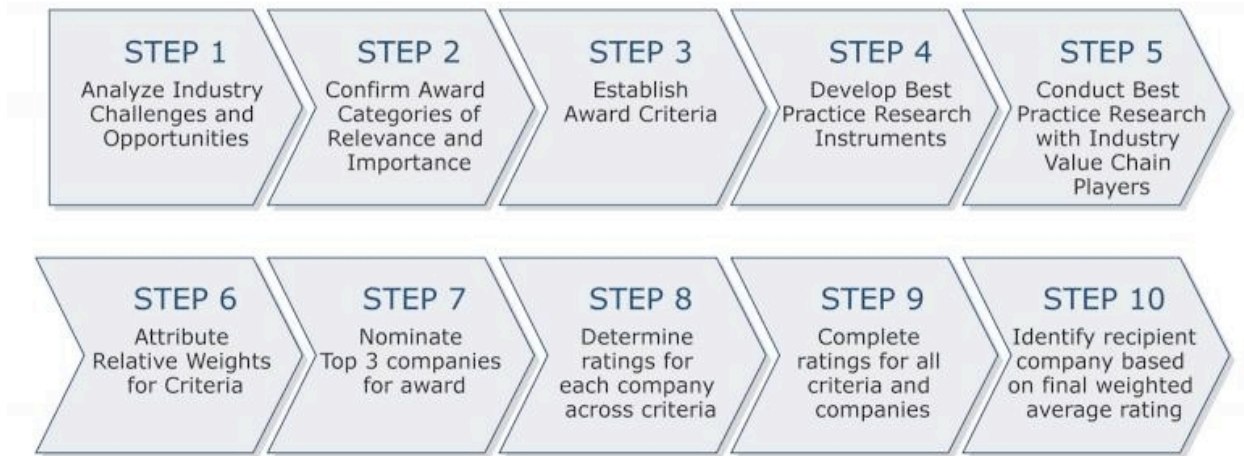 STEP 1
Analyze Industry
Challenges and
Opportunities
STEP 2
Confirm Award
Categories of
Relevance and
Importance
STEP 3
Establish
Award Criteria
STEP 4
Develop Best
Practice Research
Instruments
STEP 5
Conduct Best
Practice Research
with Industry
Value Chain
Players
STEP 6
Attribute
Relative Weights
for Criteria
STEP 7
Nominate
Top 3 companies
for award
STEP 8
Determine
ratings for
each company
across criteria
STEP 9
Complete
ratings for all
criteria and
companies
STEP 10
Identify recipient
company based
on final weighted
average rating